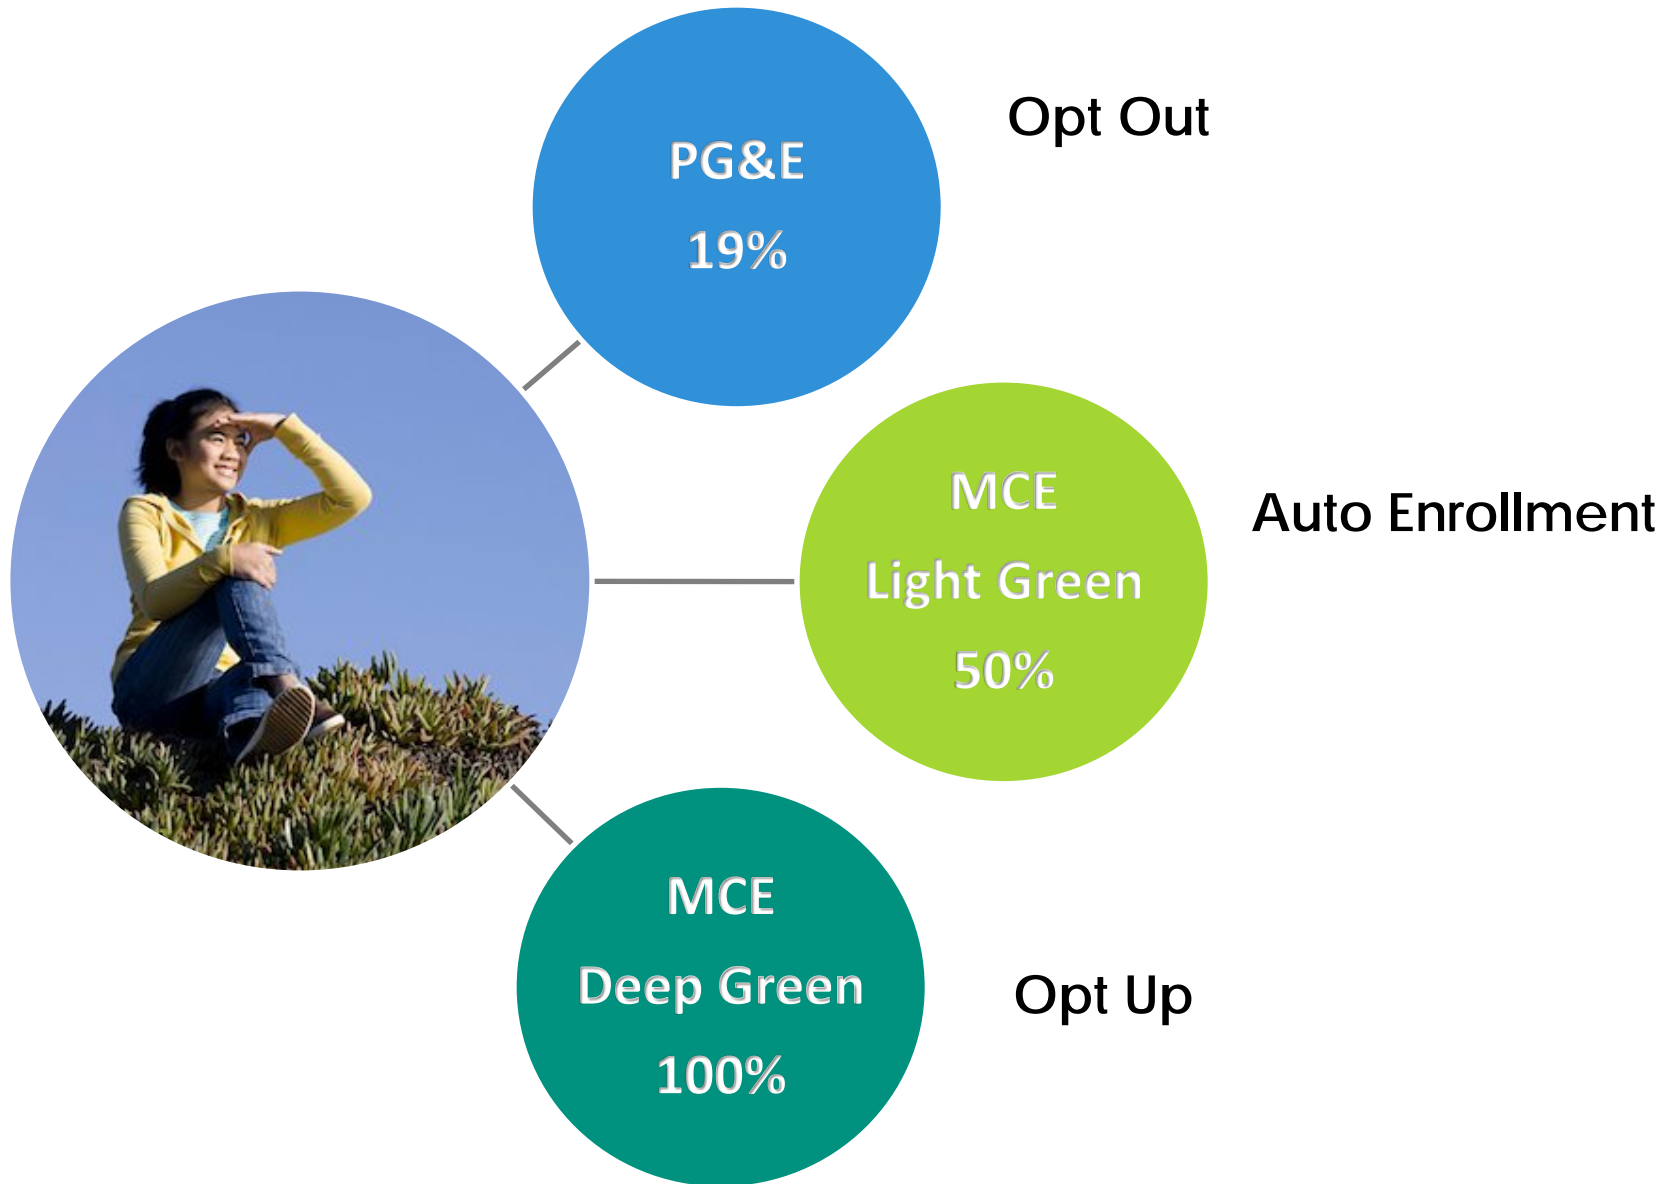 PG&E
19%
Opt Out
MCE
Light Green
50%
Auto Enrollment
MCE
Deep Green
100%
Opt Up